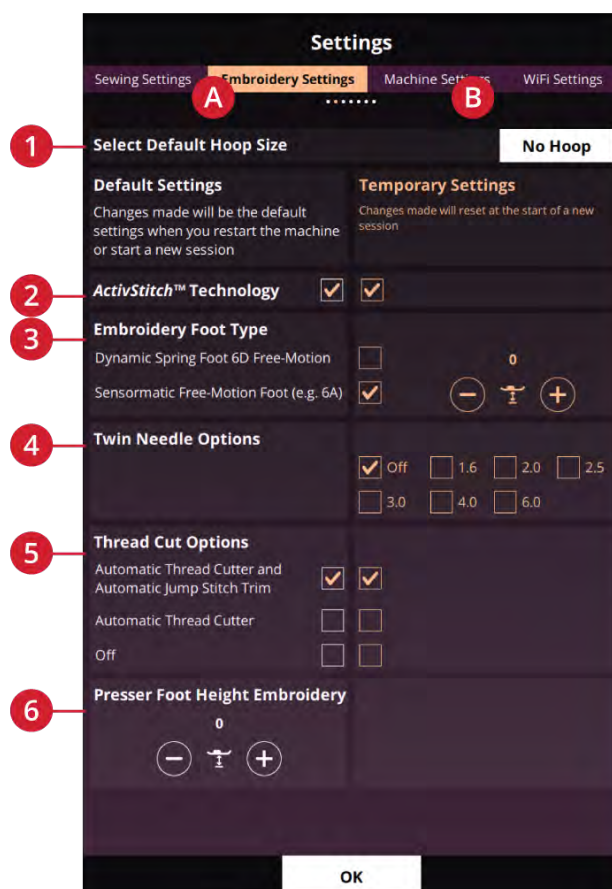 Settings
Sewing Settings Embroidery Settings Machine Settings WiFi Settings
A B
1 Select Default Hoop Size No Hoop
Default Settings Temporary Settings
Changes made will be the default Changes made will reset at the start of a new
settings when you restart the machine session
or start a new session
2 ActivStitch™ Technology
3 Embroidery Foot Type
Dynamic Spring Foot 6D Free-Motion 0
Sensormatic Free-Motion Foot (e.g. 6A)
4 Twin Needle Options
Off 1.6 2.0 2.5
3.0 4.0 6.0
5 Thread Cut Options
Automatic Thread Cutter and
Automatic Jump Stitch Trim
Automatic Thread Cutter
Off
6 Presser Foot Height Embroidery
0
OK